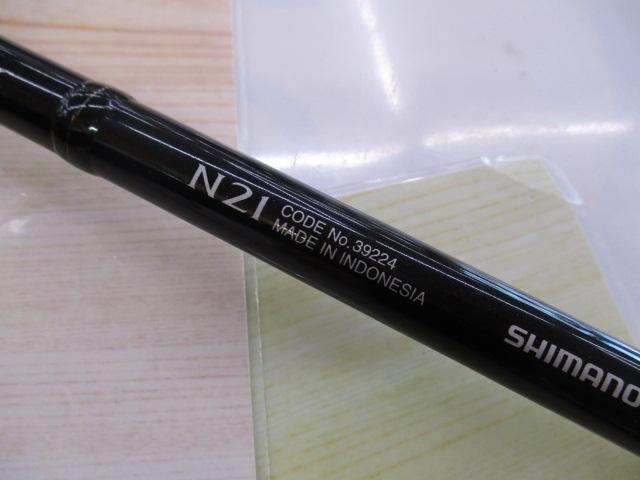 N21
CODE No. 39224
MADE IN INDONESIA
SHIMANO